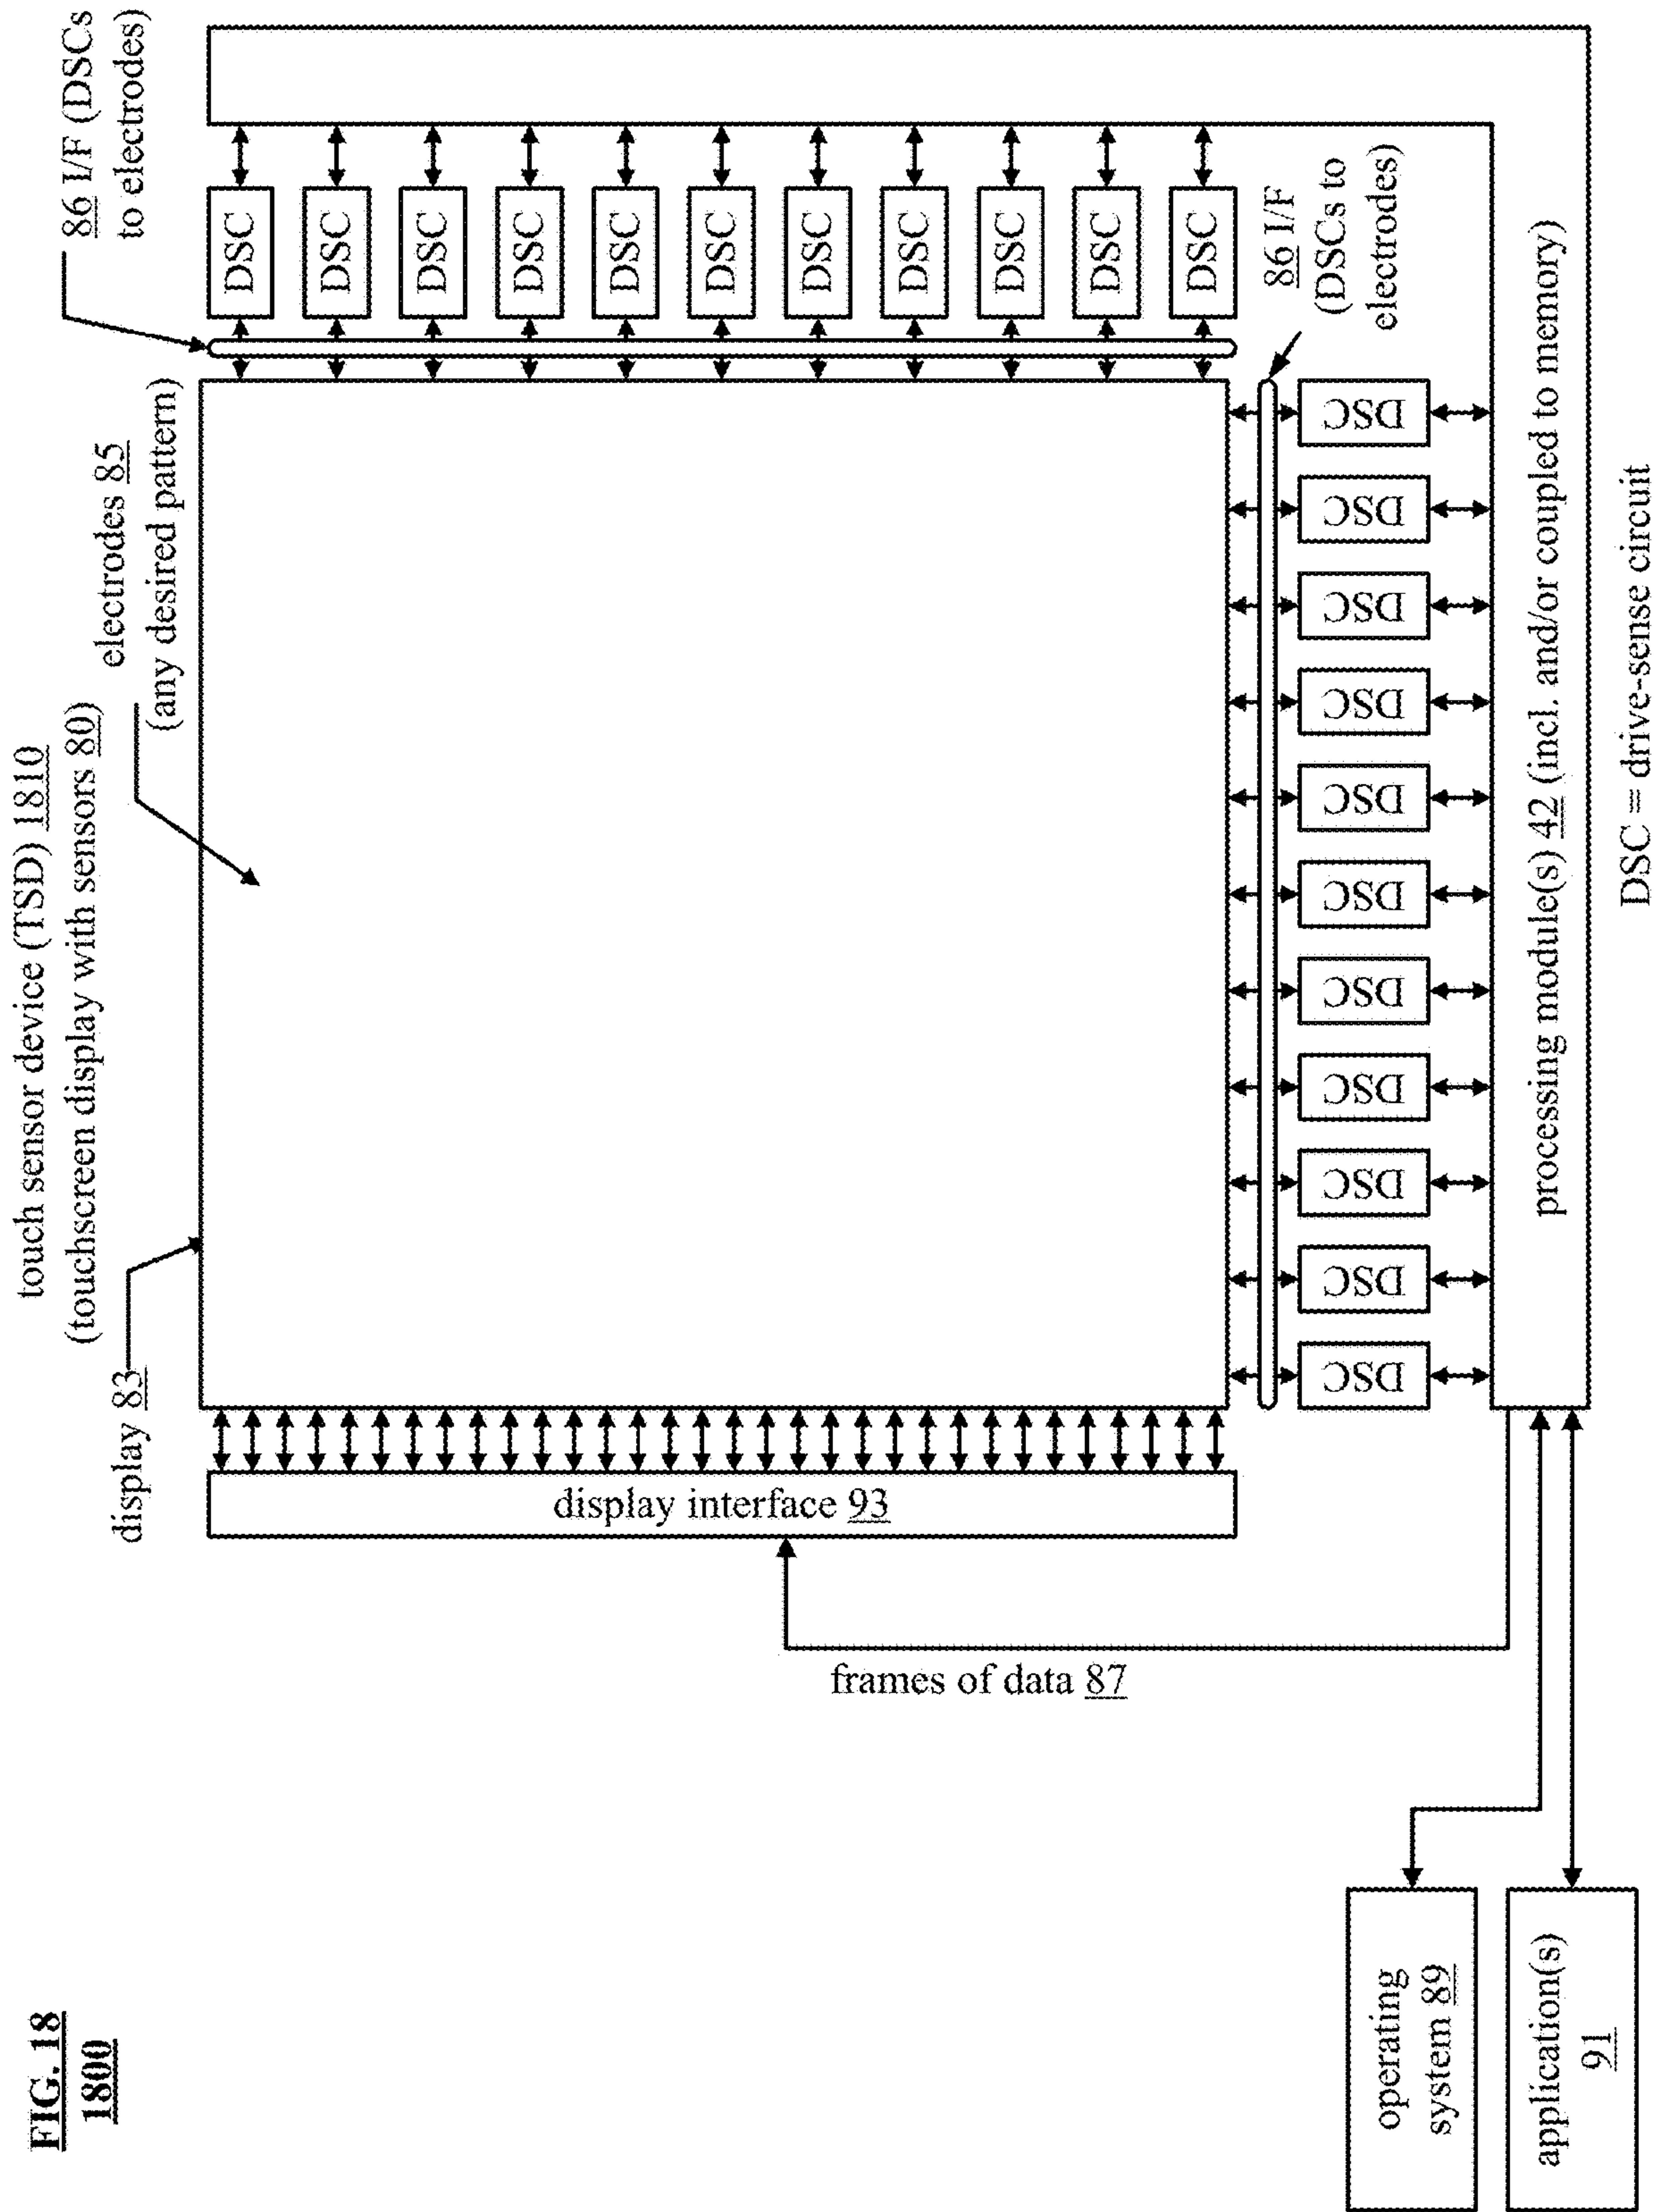 FIG. 18
1800
touch sensor device (TSD) 1810
(touchscreen display with sensors 80)
display 83
electrodes 85
(any desired pattern)
86 I/F (DSCs
to electrodes)
DSC
DSC
DSC
DSC
DSC
DSC
DSC
DSC
DSC
DSC
DSC
display interface 93
frames of data 87
86 I/F
(DSCs to
electrodes)
DSC
DSC
DSC
DSC
DSC
DSC
DSC
DSC
DSC
DSC
DSC
operating
system 89
application(s)
91
processing module(s) 42 (incl. and/or coupled to memory)
DSC ≡ drive-sense circuit